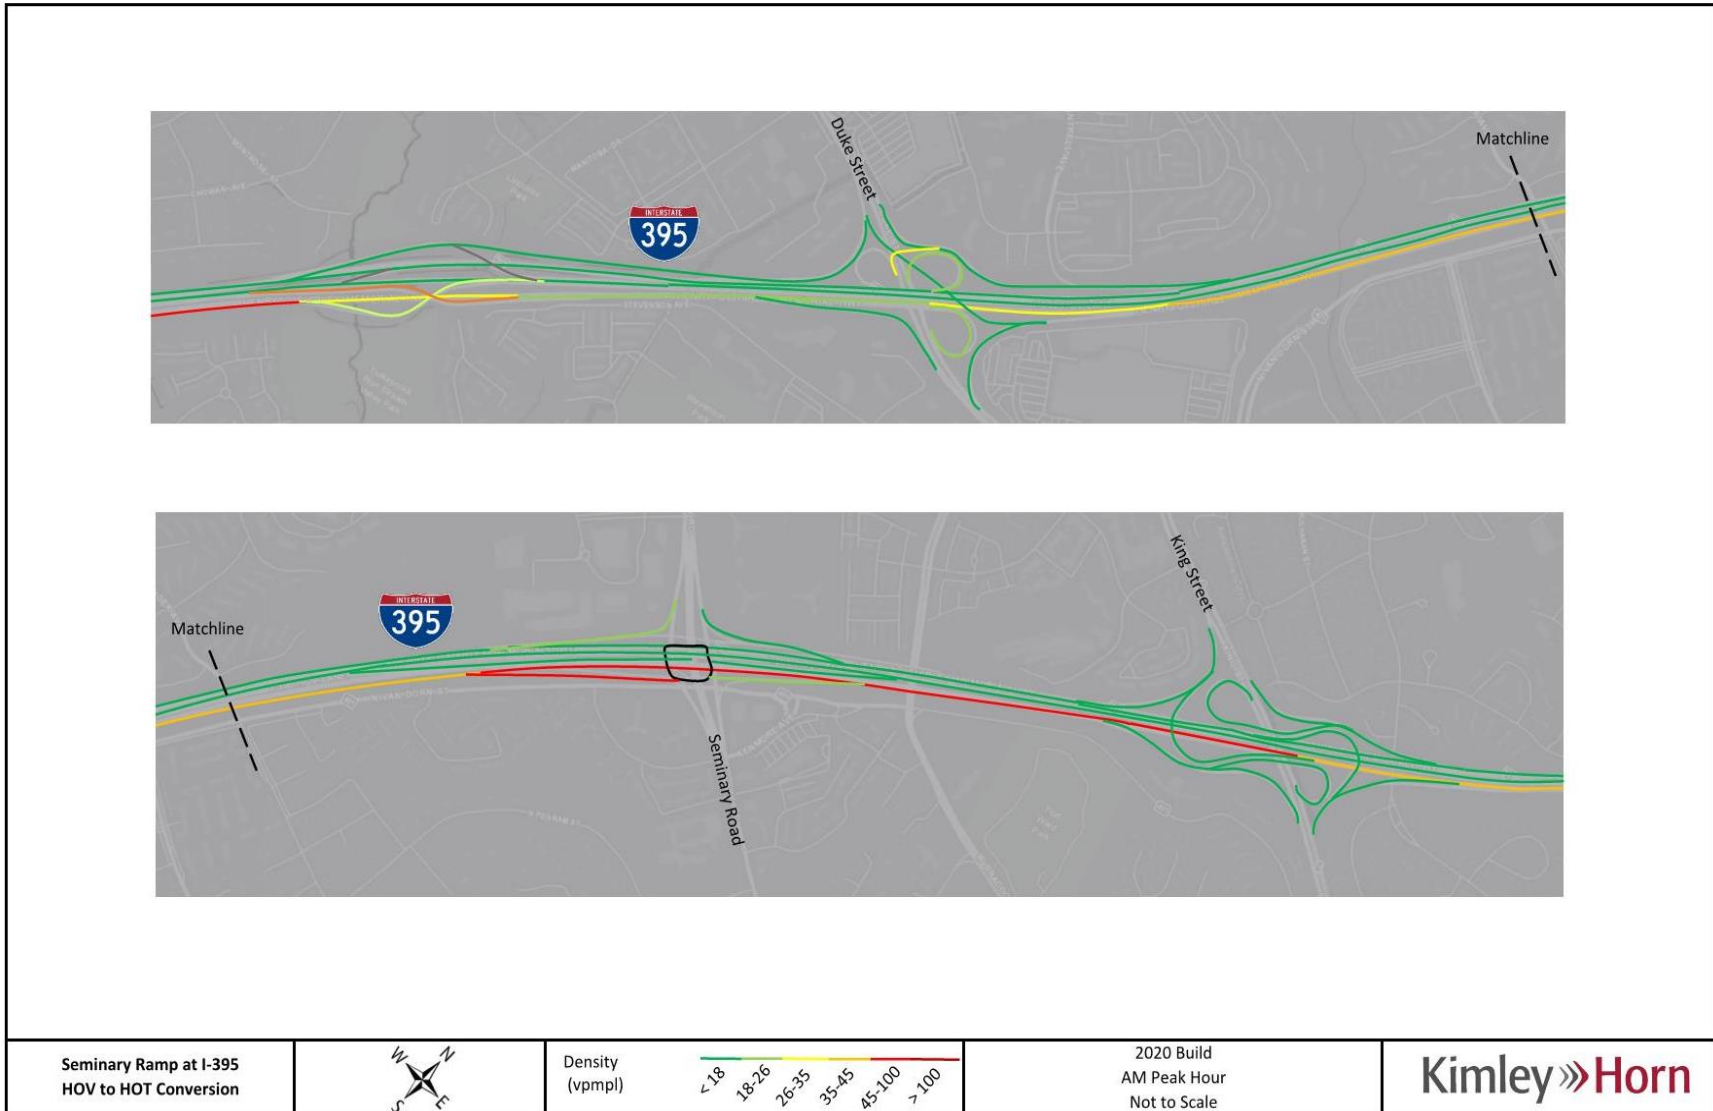 Duke Street
Matchline
INTERSTATE
395
INTERSTATE
395
Matchline
King Street
Seminary Road
Seminary Ramp at I-395
HOV to HOT Conversion
W
N
S
E
Density
(vpmpl)
< 18
18-26
26-35
35-45
45-100
> 100
2020 Build
AM Peak Hour
Not to Scale
Kimley»Horn